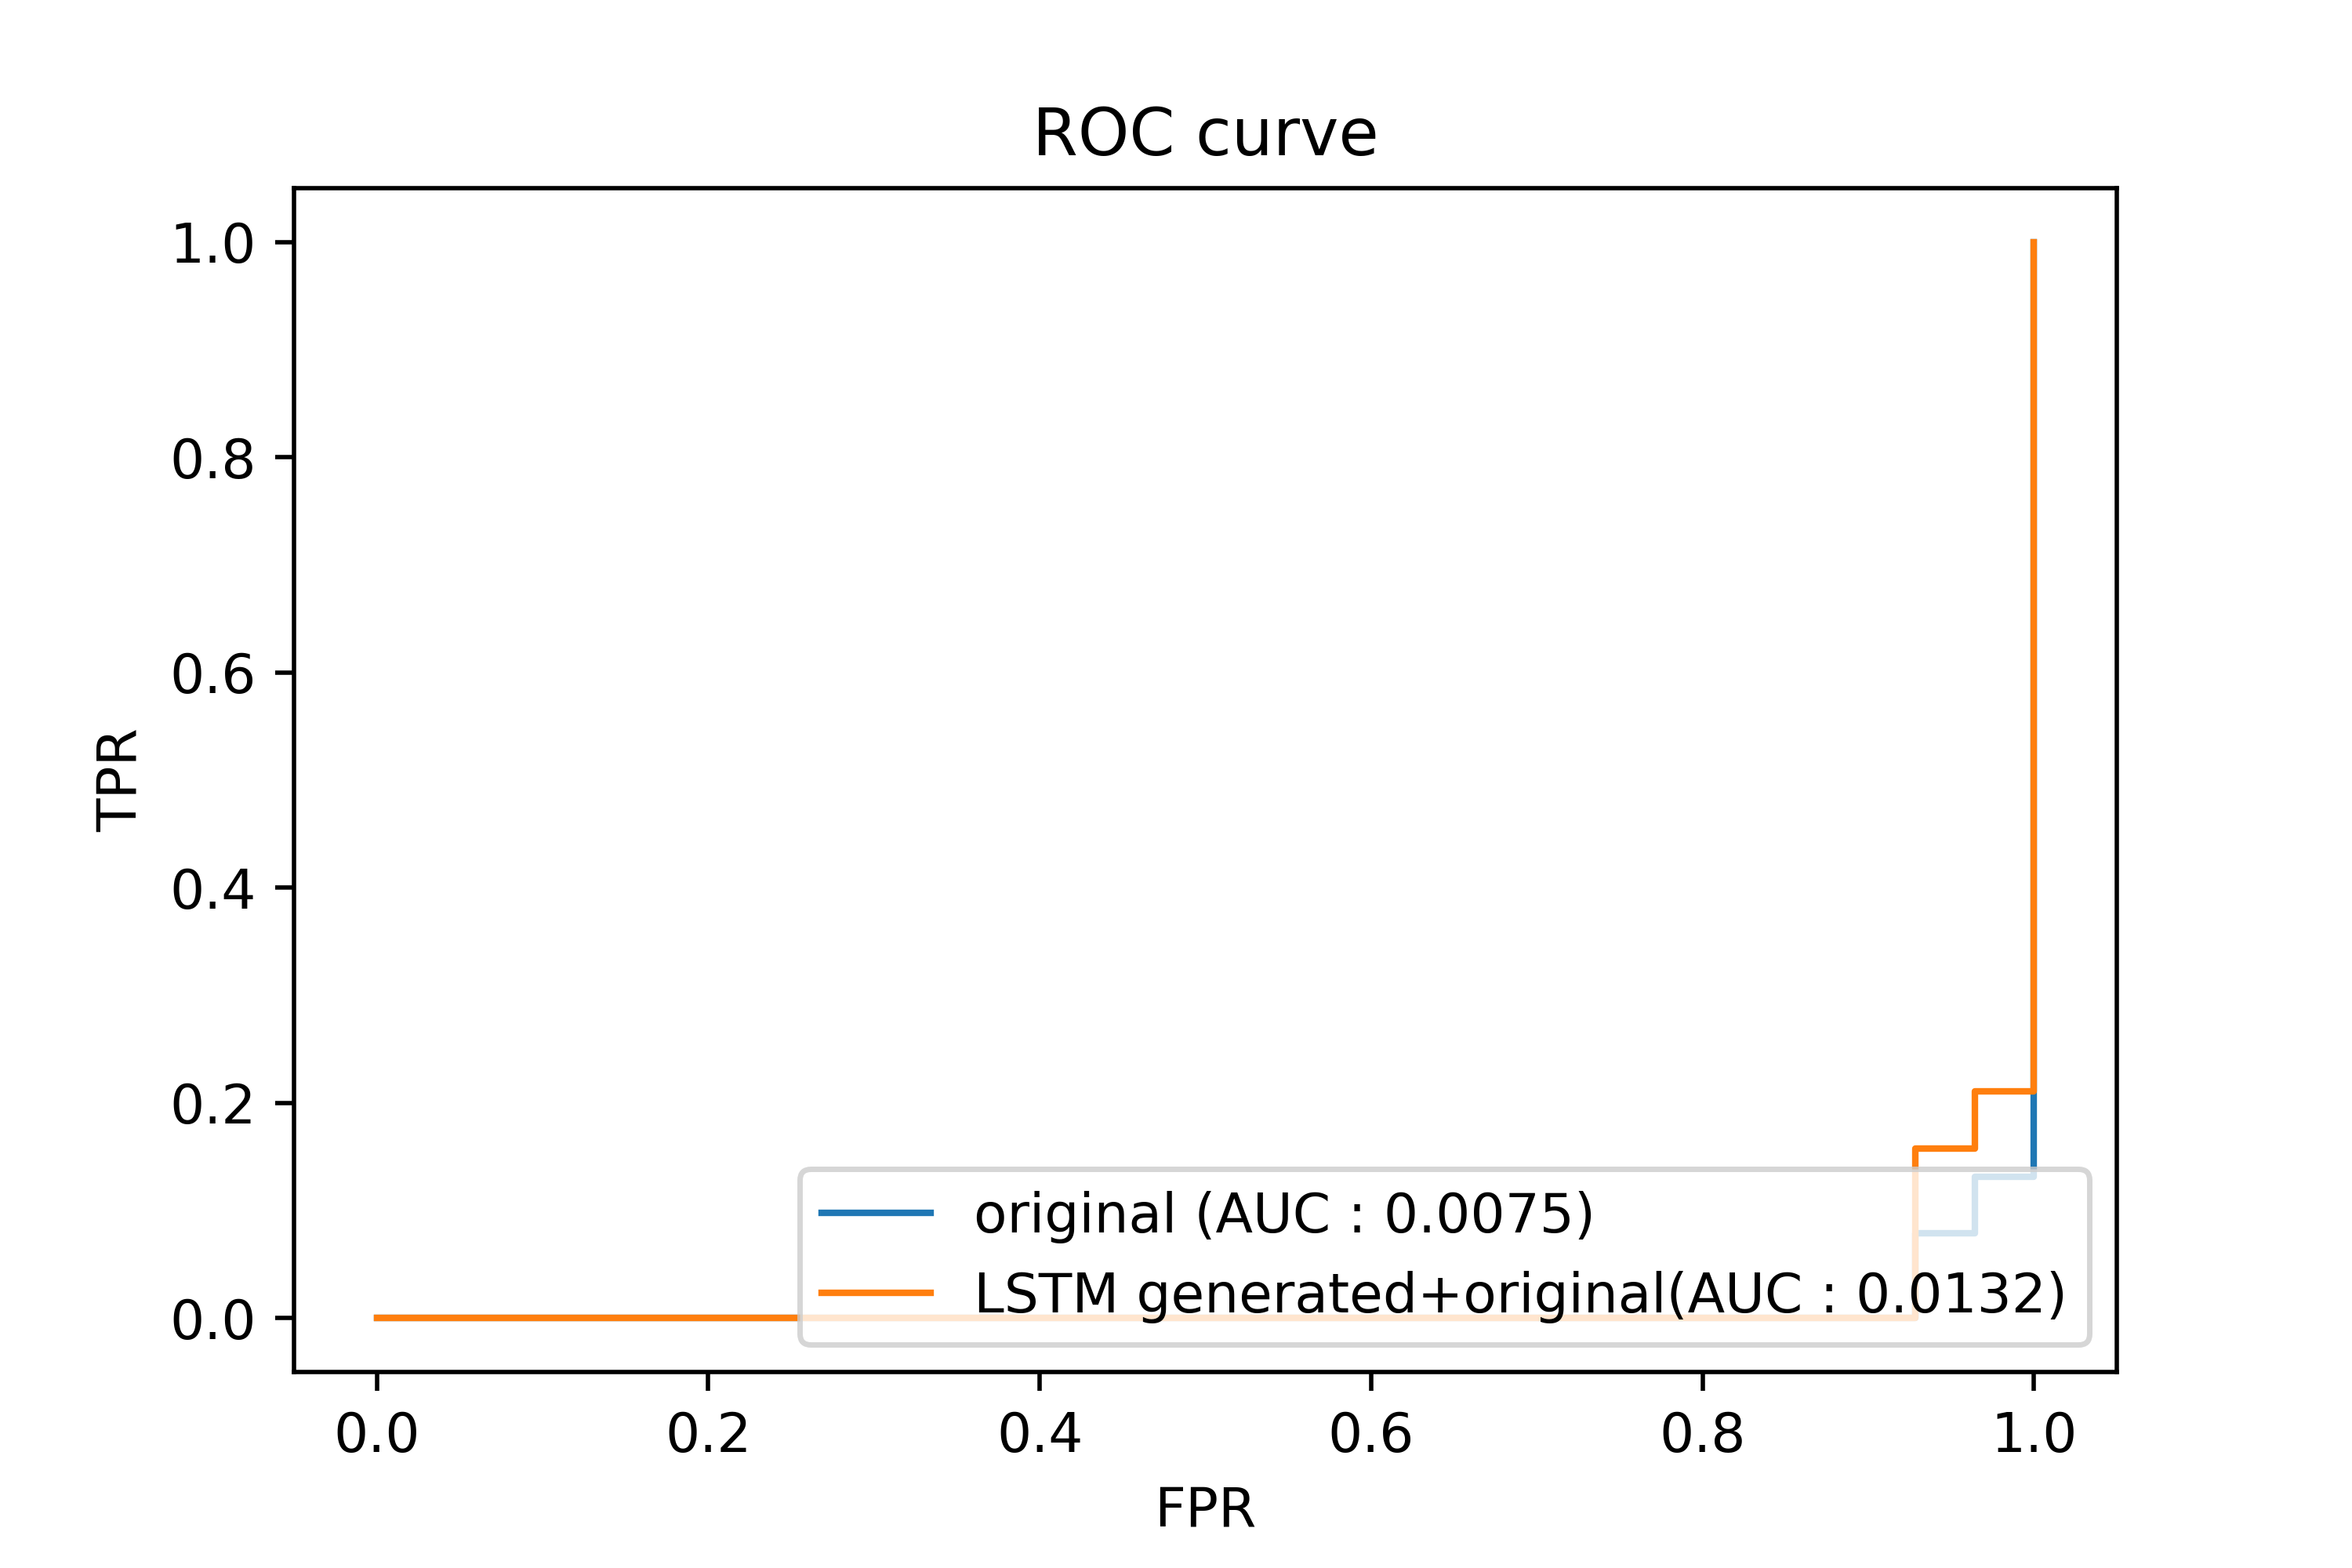 ROC curve
1.0
0.8
0.6
0.4
0.2
0.0
TPR
original (AUC : 0.0075)
LSTM generated+original(AUC : 0.0132)
0.0 0.2 0.4 0.6 0.8 1.0
FPR